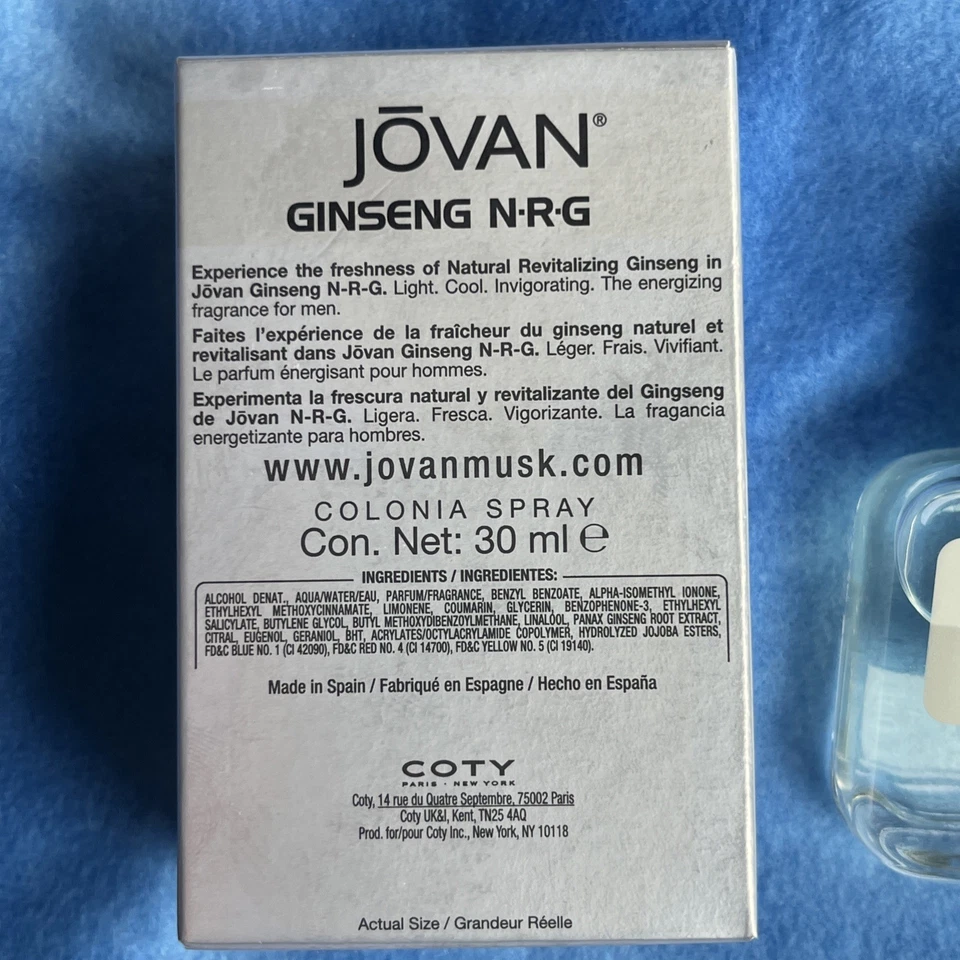 JŌVAN®
GINSENG N·R·G
Experience the freshness of Natural Revitalizing Ginseng in
Jōvan Ginseng N-R-G. Light. Cool. Invigorating. The energizing
fragrance for men.
Faites l'expérience de la fraîcheur du ginseng naturel et
revitalisant dans Jōvan Ginseng N-R-G. Léger. Frais. Vivifiant.
Le parfum énergisant pour hommes.
Experimenta la frescura natural y revitalizante del Gingseng
de Jōvan N-R-G. Ligera. Fresca. Vigorizante. La fragancia
energetizante para hombres.
www.jovanmusk.com
COLONIA SPRAY
Con. Net: 30 ml ℮
INGREDIENTS / INGREDIENTES:
ALCOHOL DENAT., AQUA/WATER/EAU, PARFUM/FRAGRANCE, BENZYL BENZOATE, ALPHA-ISOMETHYL IONONE,
ETHYLHEXYL METHOXYCINNAMATE, LIMONENE, COUMARIN, GLYCERIN, BENZOPHENONE-3, ETHYLHEXYL
SALICYLATE, BUTYLENE GLYCOL, BUTYL METHOXYDIBENZOYLMETHANE, LINALOOL, PANAX GINSENG ROOT EXTRACT,
CITRAL, EUGENOL, GERANIOL, BHT, ACRYLATES/OCTYLACRYLAMIDE COPOLYMER, HYDROLYZED JOJOBA ESTERS,
FD&C BLUE NO. 1 (CI 42090), FD&C RED NO. 4 (CI 14700), FD&C YELLOW NO. 5 (CI 19140).
Made in Spain / Fabriqué en Espagne / Hecho en España
COTY
PARIS · NEW YORK
Coty, 14 rue du Quatre Septembre, 75002 Paris
Coty UK&I, Kent, TN25 4AQ
Prod. for/pour Coty Inc., New York, NY 10118
Actual Size / Grandeur Réelle